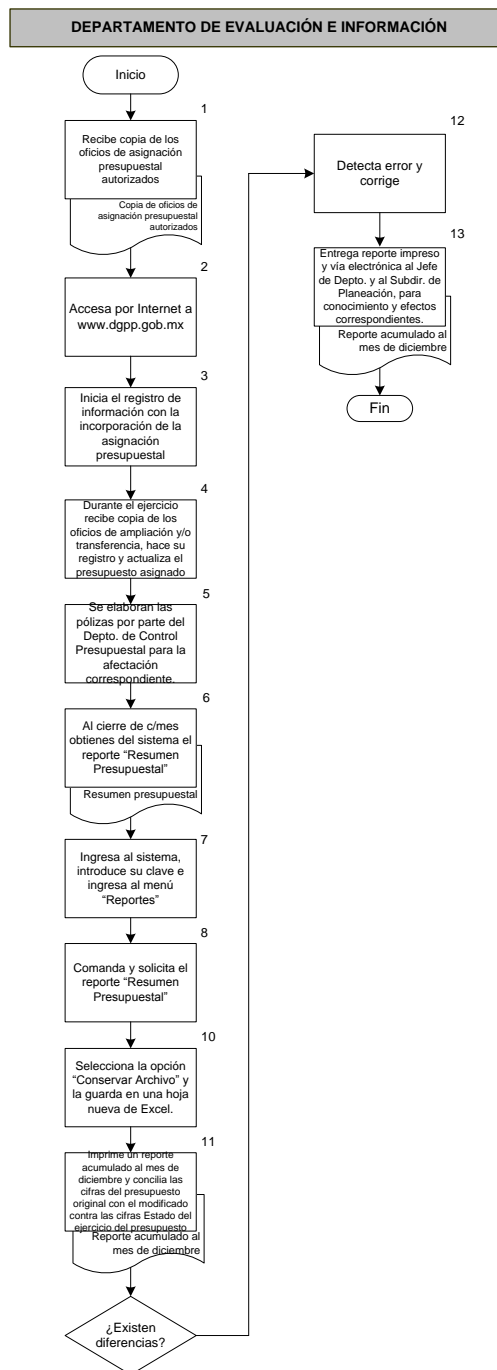 DEPARTAMENTO DE EVALUACIÓN E INFORMACIÓN
Inicio
1
Recibe copia de los
oficios de asignación
presupuestal
autorizados
Copia de oficios de
asignación presupuestal
autorizados
2
Accesa por Internet a
www.dgpp.gob.mx
3
Inicia el registro de
información con la
incorporación de la
asignación
presupuestal
4
Durante el ejercicio
recibe copia de los
oficios de ampliación y/o
transferencia, hace su
registro y actualiza el
presupuesto asignado
5
Se elaboran las
pólizas por parte del
Depto. de Control
Presupuestal para la
afectación
correspondiente.
6
Al cierre de c/mes
obtienes del sistema el
reporte “Resumen
Presupuestal”
Resumen presupuestal
7
Ingresa al sistema,
introduce su clave e
ingresa al menú
“Reportes”
8
Comanda y solicita el
reporte “Resumen
Presupuestal”
10
Selecciona la opción
“Conservar Archivo” y
la guarda en una hoja
nueva de Excel.
11
Imprime un reporte
acumulado al mes de
diciembre y concilia las
cifras del presupuesto
original con el modificado
contra las cifras Estado del
ejercicio del presupuesto
Reporte acumulado al
mes de diciembre
¿Existen
diferencias?
12
Detecta error y
corrige
13
Entrega reporte impreso
y vía electrónica al Jefe
de Depto. y al Subdir. de
Planeación, para
conocimiento y efectos
correspondientes.
Reporte acumulado al
mes de diciembre
Fin